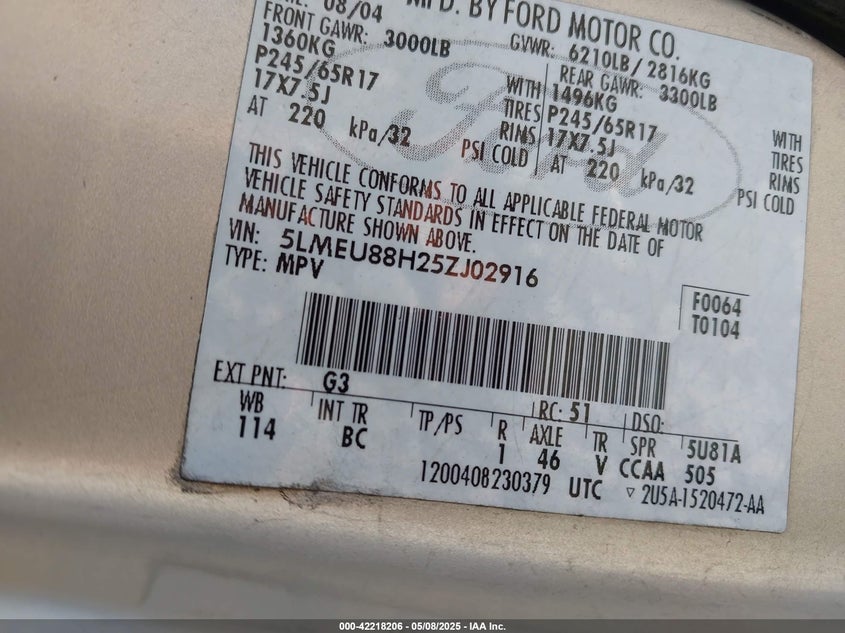 08/04 MFD. BY FORD MOTOR CO.
FRONT GAWR: 3000LB GVWR: 6210LB/ 2816KG
1360KG WITH REAR GAWR: 3300LB
P245/65R17 TIRES 1496KG WITH
17X7.5J RIMS P245/65R17 TIRES
AT 220 kPa/32 PSI COLD 17X7.5J RIMS
AT 220 kPa/32 PSI COLD
THIS VEHICLE CONFORMS TO ALL APPLICABLE FEDERAL MOTOR
VEHICLE SAFETY STANDARDS IN EFFECT ON THE DATE OF
MANUFACTURE SHOWN ABOVE.
VIN: 5LMEU88H25ZJ02916
TYPE: MPV
F0064
T0104
EXT PNT: G3 RC: 51 DSO:
WB INT TR TP/PS R AXLE TR SPR 5U81A
114 BC 1 46 V CCAA 505
1200408230379 UTC ▽ 2U5A-1520472-AA
Ford
000-42218206 - 05/08/2025 - IAA Inc.